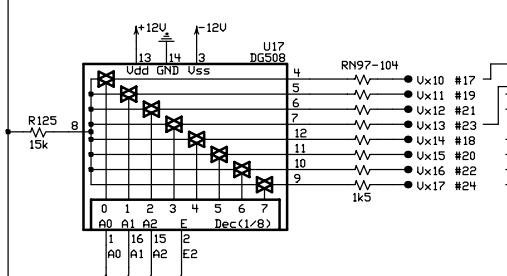 +12V -12V
U17
13 14 3 DG508
Vdd GND Vss
RN97-104
4 Vx10 #17
5 Vx11 #19
6 Vx12 #21
R125 8 7 Vx13 #23
15k 12 Vx14 #18
11 Vx15 #20
10 Vx16 #22
9 Vx17 #24
1k5
0 1 2 3 4 5 6 7
A0 A1 A2 E Dec(1/8)
1 16 15 2
A0 A1 A2 E2